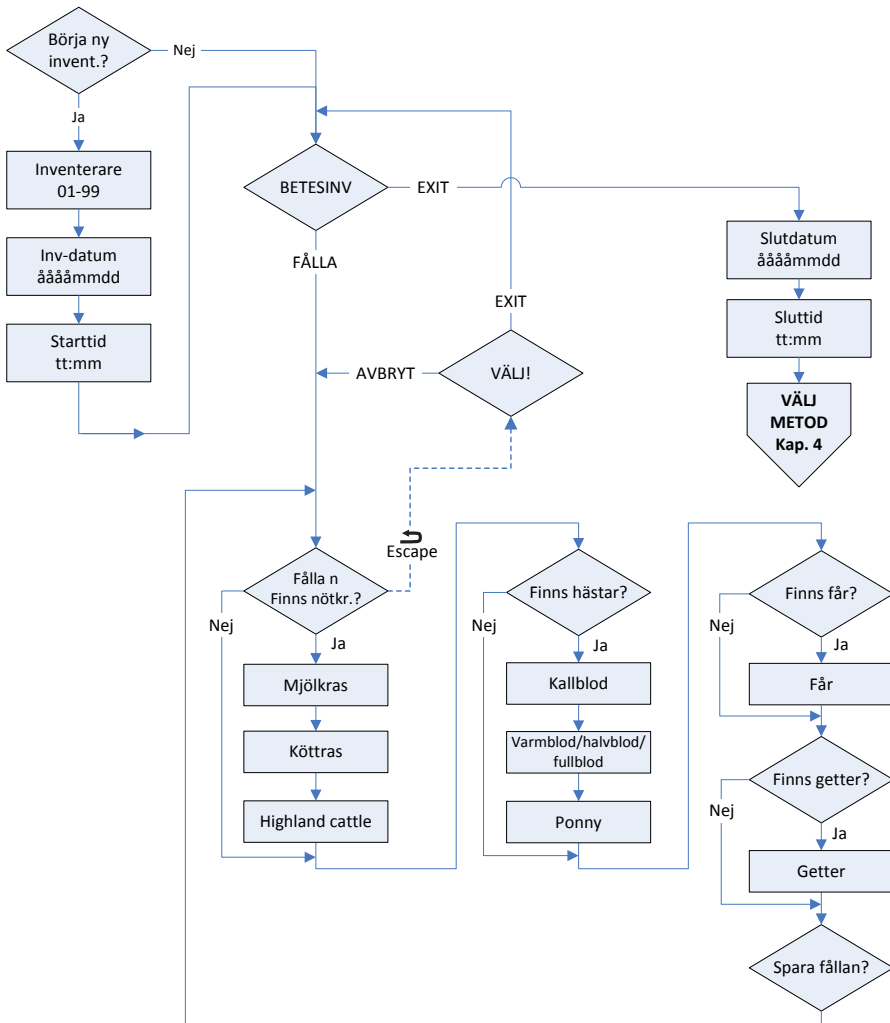 Börja ny
invent.?
Nej
Ja
Inventerare
01-99
Inv-datum
ååååmmdd
Starttid
tt:mm
BETESINV
EXIT
FÅLLA
Slutdatum
ååååmmdd
Sluttid
tt:mm
VÄLJ
METOD
Kap. 4
EXIT
VÄLJ!
AVBRYT
Escape
Fålla n
Finns nötkr.?
Nej
Ja
Mjölkras
Köttras
Highland cattle
Finns hästar?
Nej
Ja
Kallblod
Varmblod/halvblod/
fullblod
Ponny
Finns får?
Nej
Ja
Får
Finns getter?
Nej
Ja
Getter
Spara fållan?